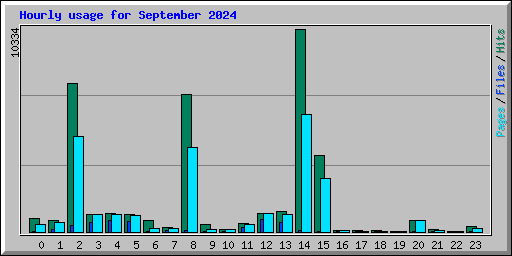 Hourly usage for September 2024
10334
Pages/Files/Hits
0 1 2 3 4 5 6 7 8 9 10 11 12 13 14 15 16 17 18 19 20 21 22 23